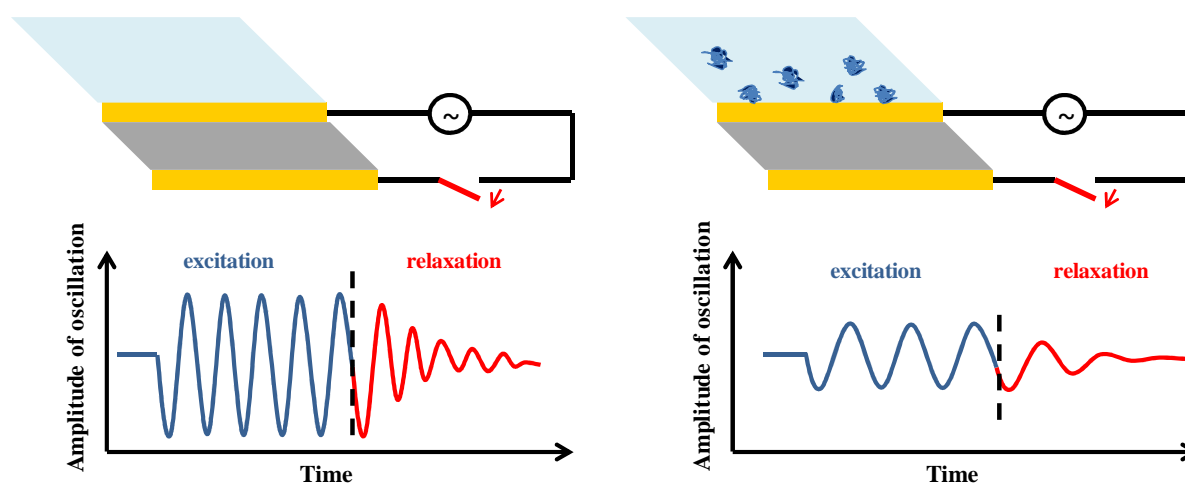 ~
~
excitation
relaxation
Amplitude of oscillation
Time
excitation
relaxation
Amplitude of oscillation
Time